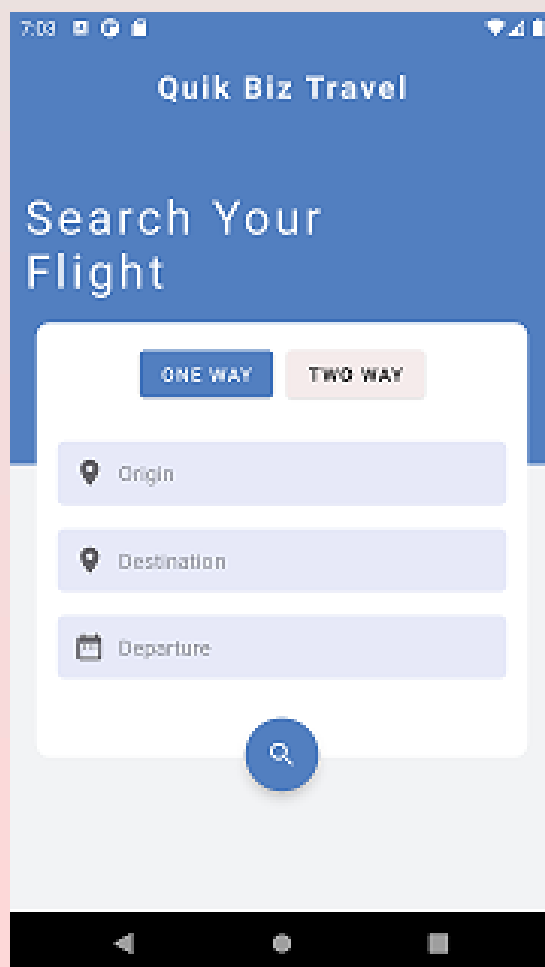 7:03
Quik Biz Travel
Search Your
Flight
ONE WAY
TWO WAY
Origin
Destination
Departure